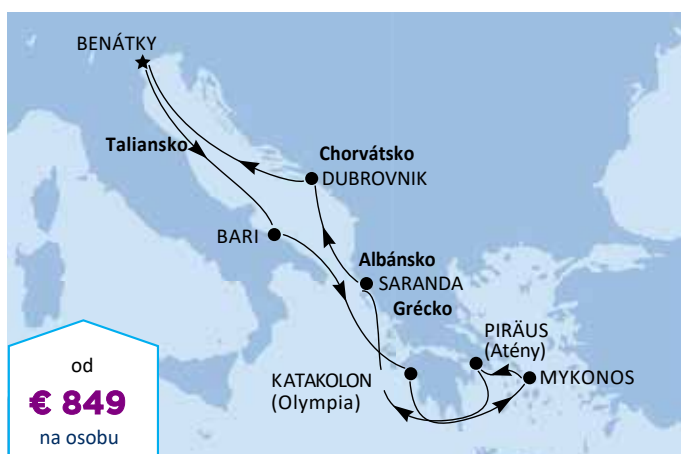 BENÁTKY
Taliansko
Chorvátsko
DUBROVNIK
BARI
Albánsko
SARANDA
Grécko
PIRÄUS
(Atény)
KATAKOLON
(Olympia)
MYKONOS
od
€ 849
na osobu